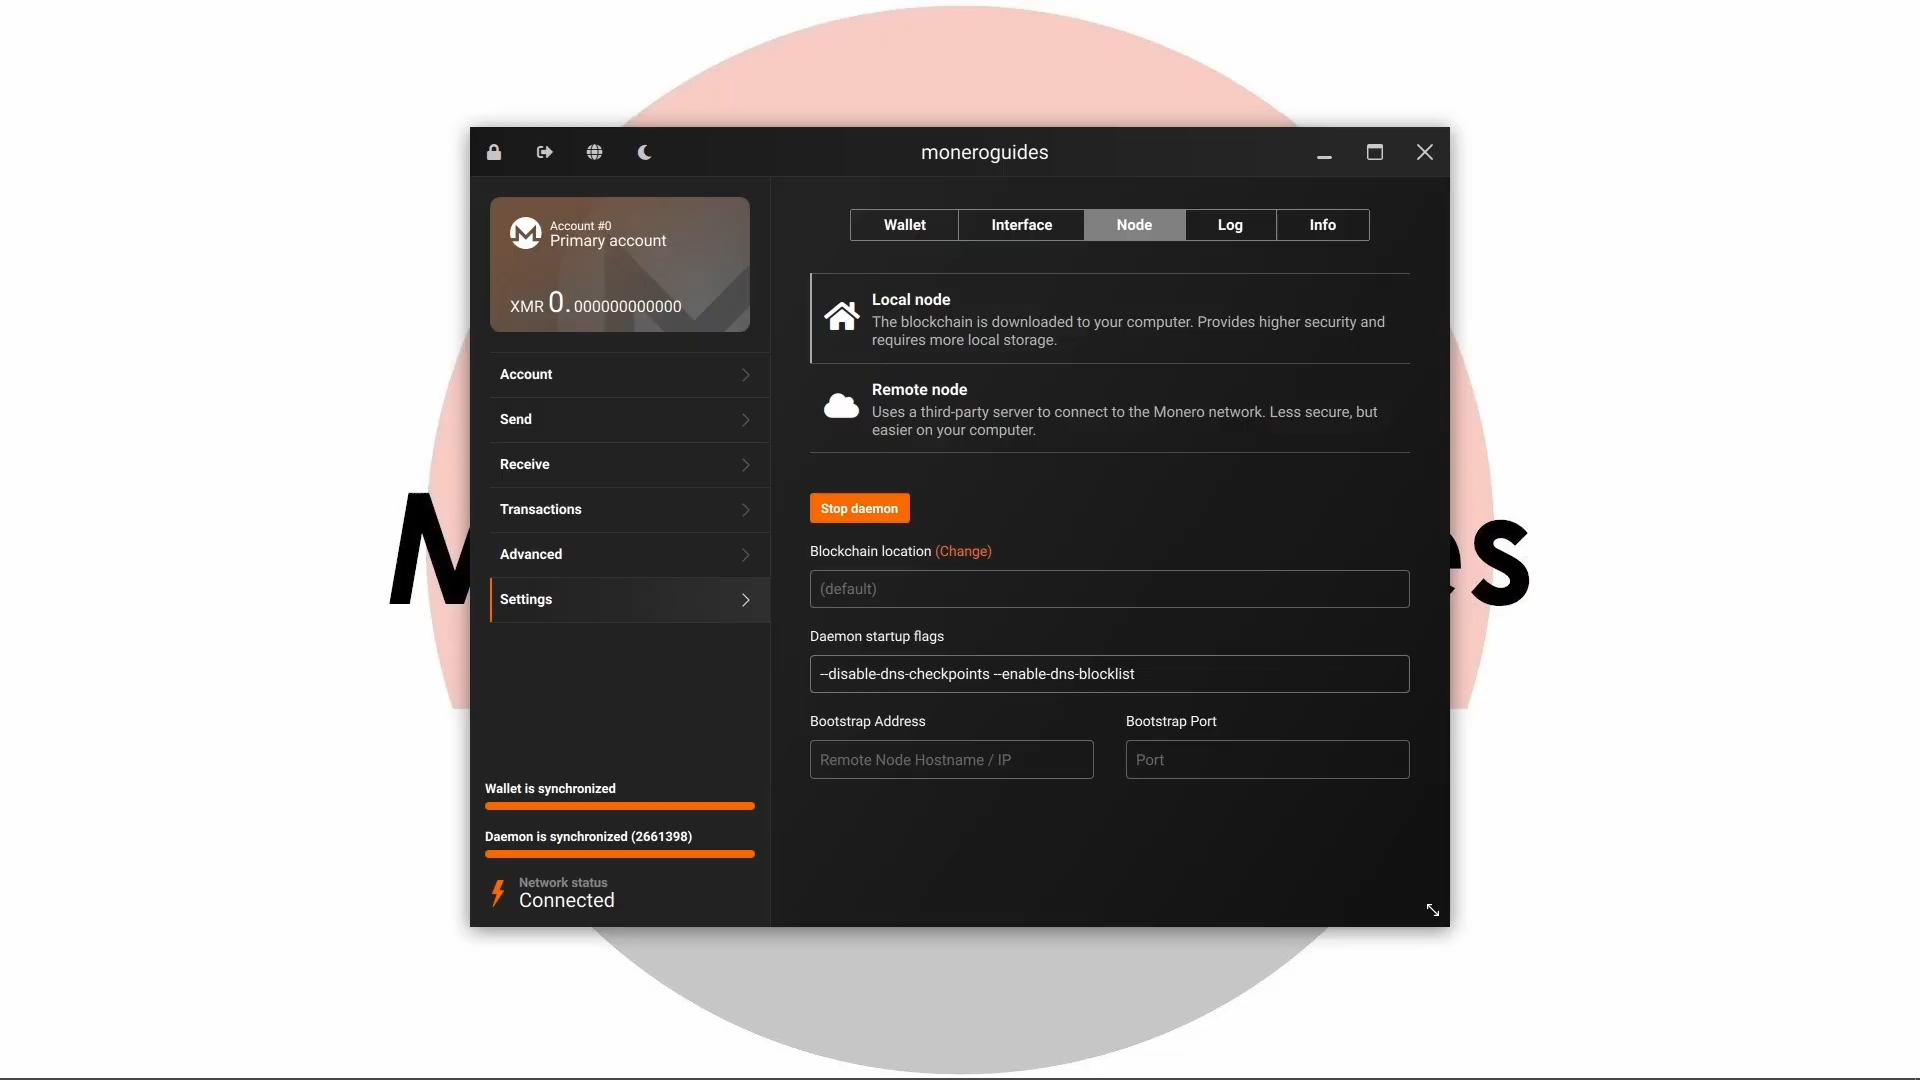 moneroguides
Account #0
Primary account
XMR 0.000000000000
Account
Send
Receive
Transactions
Advanced
Settings
Wallet is synchronized
Daemon is synchronized (2661398)
Network status
Connected
Wallet Interface Node Log Info
Local node
The blockchain is downloaded to your computer. Provides higher security and
requires more local storage.
Remote node
Uses a third-party server to connect to the Monero network. Less secure, but
easier on your computer.
Stop daemon
Blockchain location (Change)
(default)
Daemon startup flags
--disable-dns-checkpoints --enable-dns-blocklist
Bootstrap Address Bootstrap Port
Remote Node Hostname / IP Port